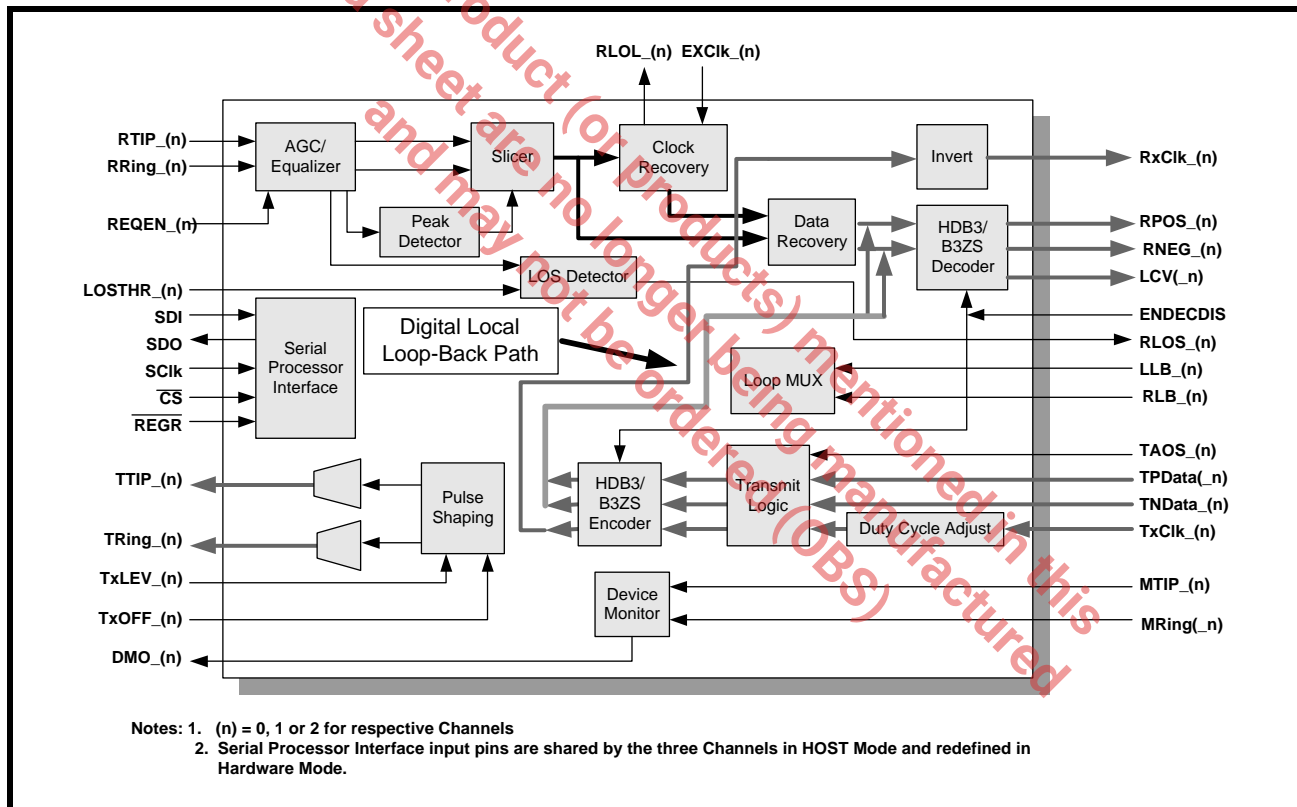 RLOL_(n) EXClk_(n)
RTIP_(n)
RRing_(n)
REQEN_(n)
LOSTHR_(n)
SDI
SDO
SClk
CS
REGR
TTIP_(n)
TRing_(n)
TxLEV_(n)
TxOFF_(n)
DMO_(n)
AGC/
Equalizer
Slicer
Clock
Recovery
Invert
Peak
Detector
Data
Recovery
HDB3/
B3ZS
Decoder
LOS Detector
Serial
Processor
Interface
Digital Local
Loop-Back Path
Loop MUX
Pulse
Shaping
HDB3/
B3ZS
Encoder
Transmit
Logic
Duty Cycle Adjust
Device
Monitor
RxClk_(n)
RPOS_(n)
RNEG_(n)
LCV(_n)
ENDECDIS
RLOS_(n)
LLB_(n)
RLB_(n)
TAOS_(n)
TPData(_n)
TNData_(n)
TxClk_(n)
MTIP_(n)
MRing(_n)
product (or products) mentioned in this
sheet are no longer being manufactured
and may not be ordered (OBS)
Notes: 1. (n) = 0, 1 or 2 for respective Channels
2. Serial Processor Interface input pins are shared by the three Channels in HOST Mode and redefined in
Hardware Mode.